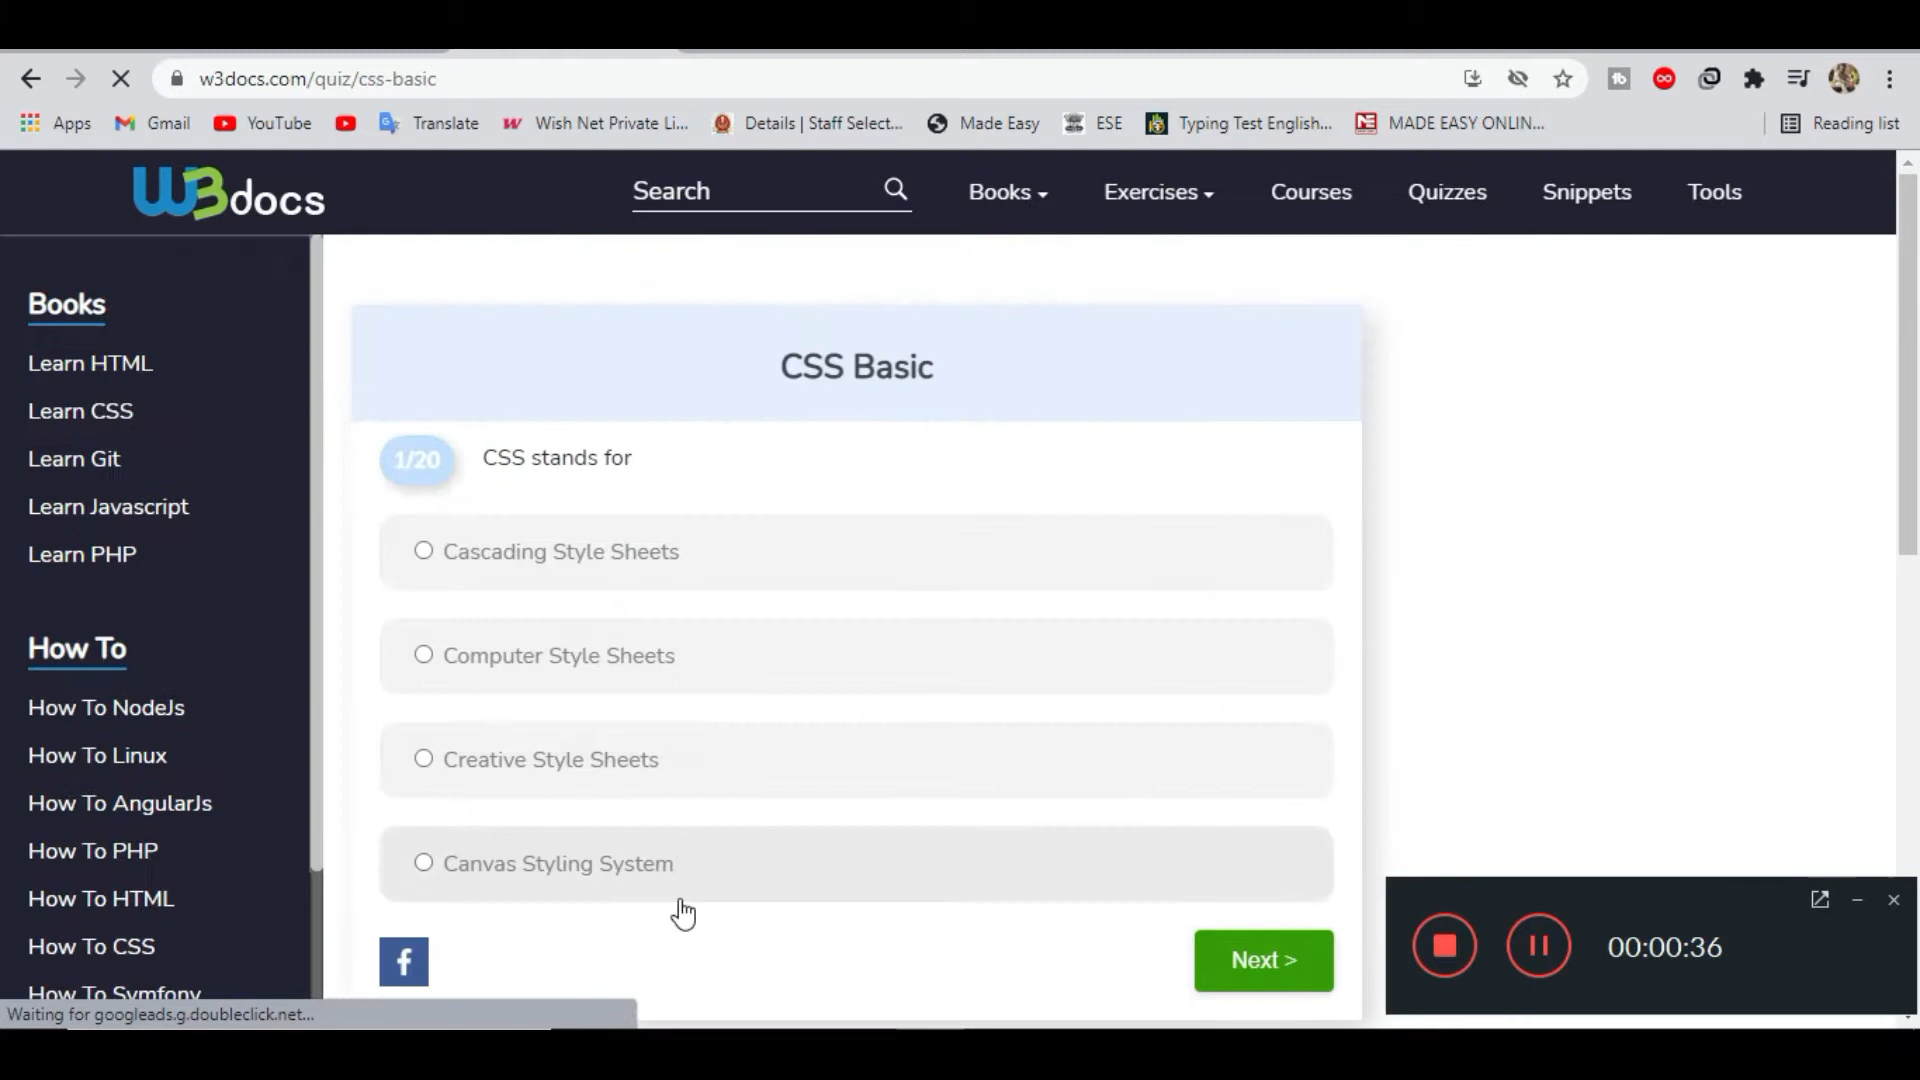 w3docs.com/quiz/css-basic
Apps
Gmail
YouTube
Translate
Wish Net Private Li...
Details | Staff Select...
Made Easy
ESE
Typing Test English...
MADE EASY ONLIN...
Reading list
W3docs
Search
Books
Exercises
Courses
Quizzes
Snippets
Tools
Books
Learn HTML
Learn CSS
Learn Git
Learn Javascript
Learn PHP
How To
How To NodeJs
How To Linux
How To AngularJs
How To PHP
How To HTML
How To CSS
How To Symfony
CSS Basic
1/20 CSS stands for
Cascading Style Sheets
Computer Style Sheets
Creative Style Sheets
Canvas Styling System
f
Next >
00:00:36
Waiting for googleads.g.doubleclick.net...